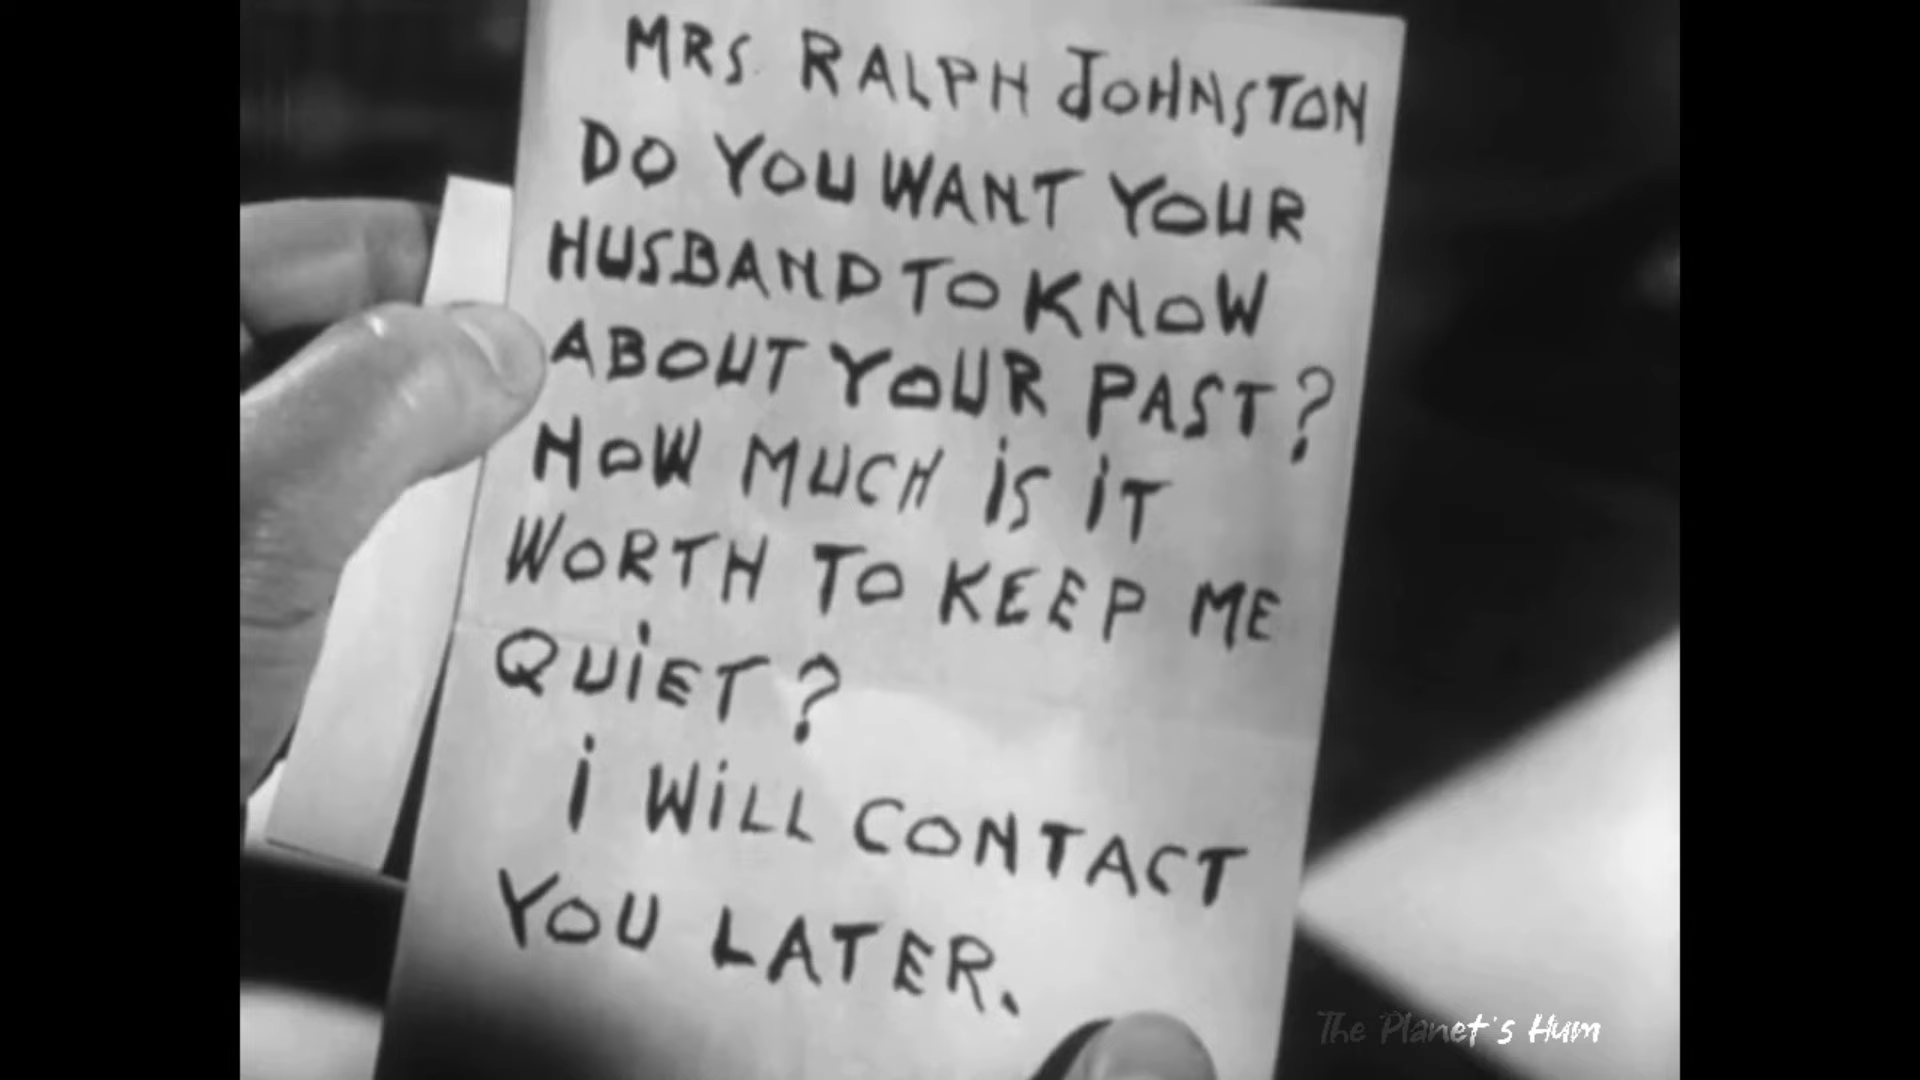 MRS. RALPH JOHNSTON
DO YOU WANT YOUR
HUSBAND TO KNOW
ABOUT YOUR PAST?
HOW MUCH iS iT
WORTH TO KEEP ME
QUiET?
i WiLL CONTACT
YOU LATER.
The Planet's Hum